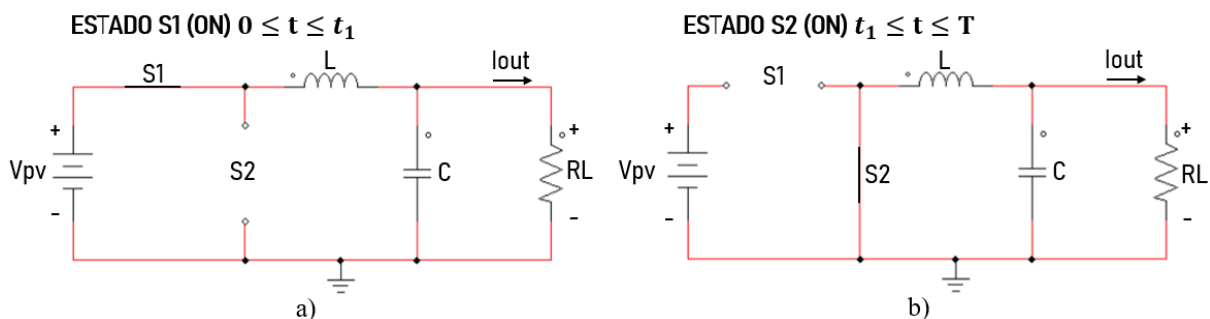 ESTADO S1 (ON) 0 ≤ t ≤ t₁
S1
L
Iout
+
Vpv
-
S2
C
+
RL
-
a)
ESTADO S2 (ON) t₁ ≤ t ≤ T
S1
L
Iout
+
Vpv
-
S2
C
+
RL
-
b)